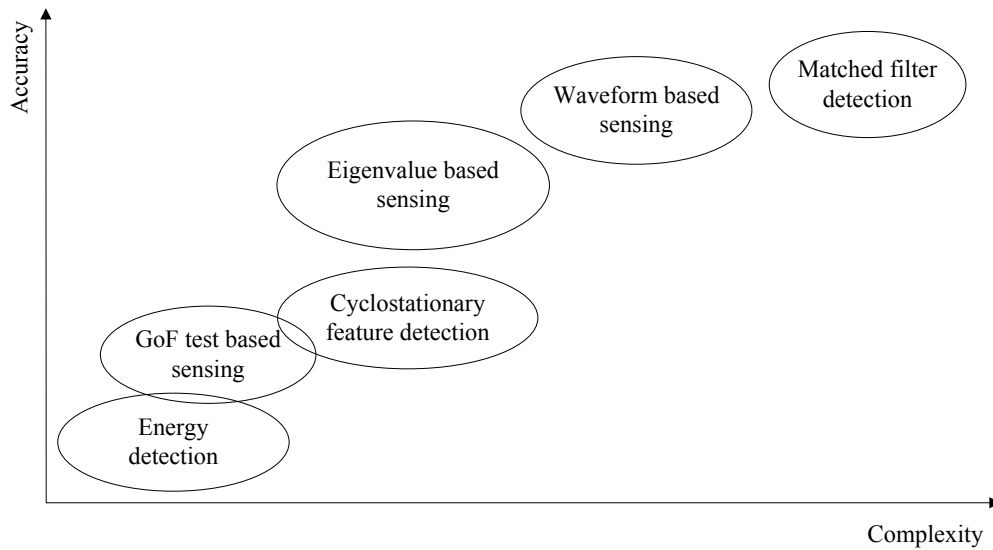 Accuracy
Matched filter
detection
Waveform based
sensing
Eigenvalue based
sensing
Cyclostationary
feature detection
GoF test based
sensing
Energy
detection
Complexity